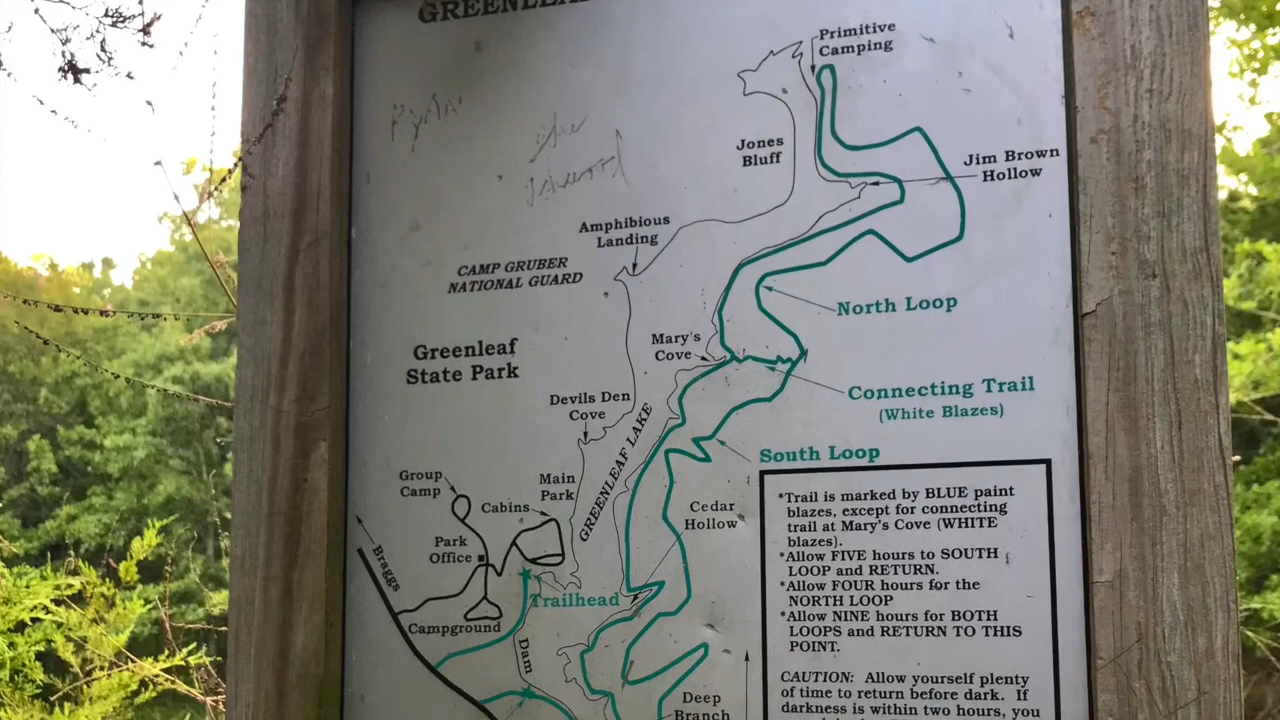 Primitive
Camping
RYAN
Jones
Bluff
Jim Brown
Hollow
Amphibious
Landing
CAMP GRUBER
NATIONAL GUARD
North Loop
Mary's
Cove
Greenleaf
State Park
Connecting Trail
(White Blazes)
Devils Den
Cove
GREENLEAF LAKE
South Loop
Group
Camp
Main
Park
Cabins
Cedar
Hollow
Park
Office
Braggs
Trailhead
Campground
Dam
Deep
Branch
*Trail is marked by BLUE paint
blazes, except for connecting
trail at Mary's Cove (WHITE
blazes).
*Allow FIVE hours to SOUTH
LOOP and RETURN.
*Allow FOUR hours for the
NORTH LOOP
*Allow NINE hours for BOTH
LOOPS and RETURN TO THIS
POINT.
CAUTION: Allow yourself plenty
of time to return before dark. If
darkness is within two hours, you